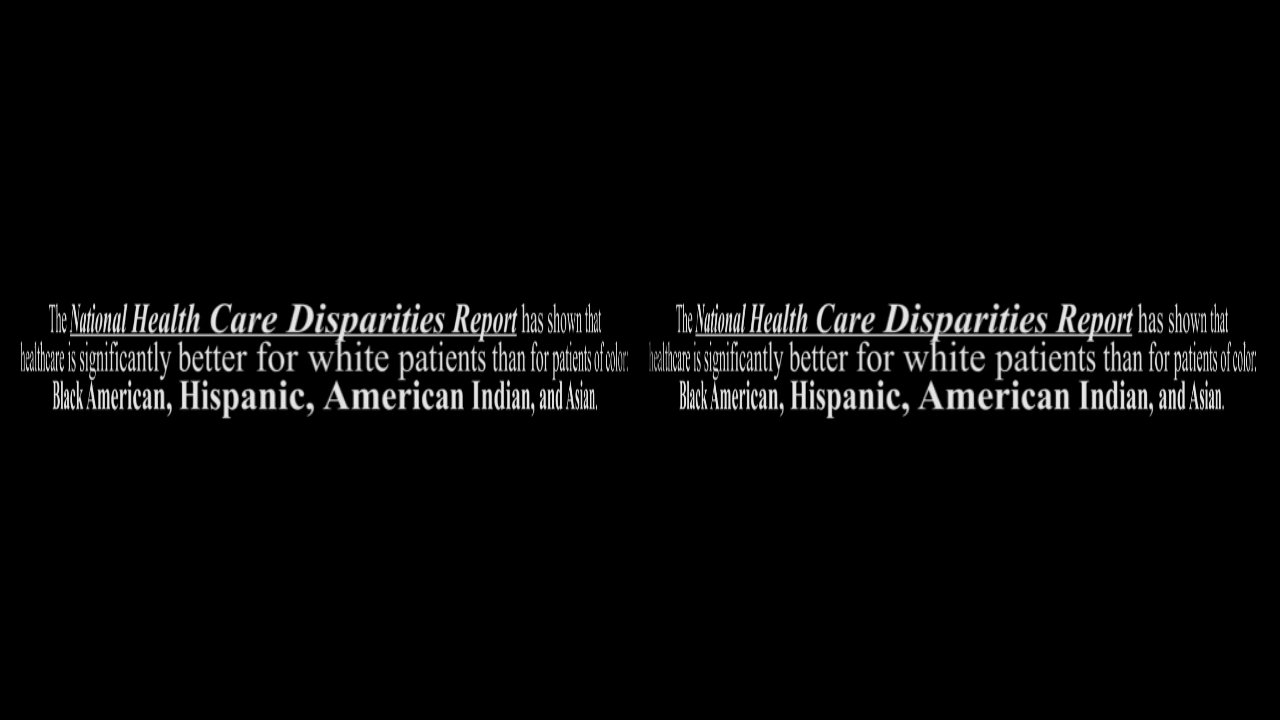 The National Health Care Disparities Report has shown that
healthcare is significantly better for white patients than for patients of color:
Black American, Hispanic, American Indian, and Asian.
The National Health Care Disparities Report has shown that
healthcare is significantly better for white patients than for patients of color:
Black American, Hispanic, American Indian, and Asian.